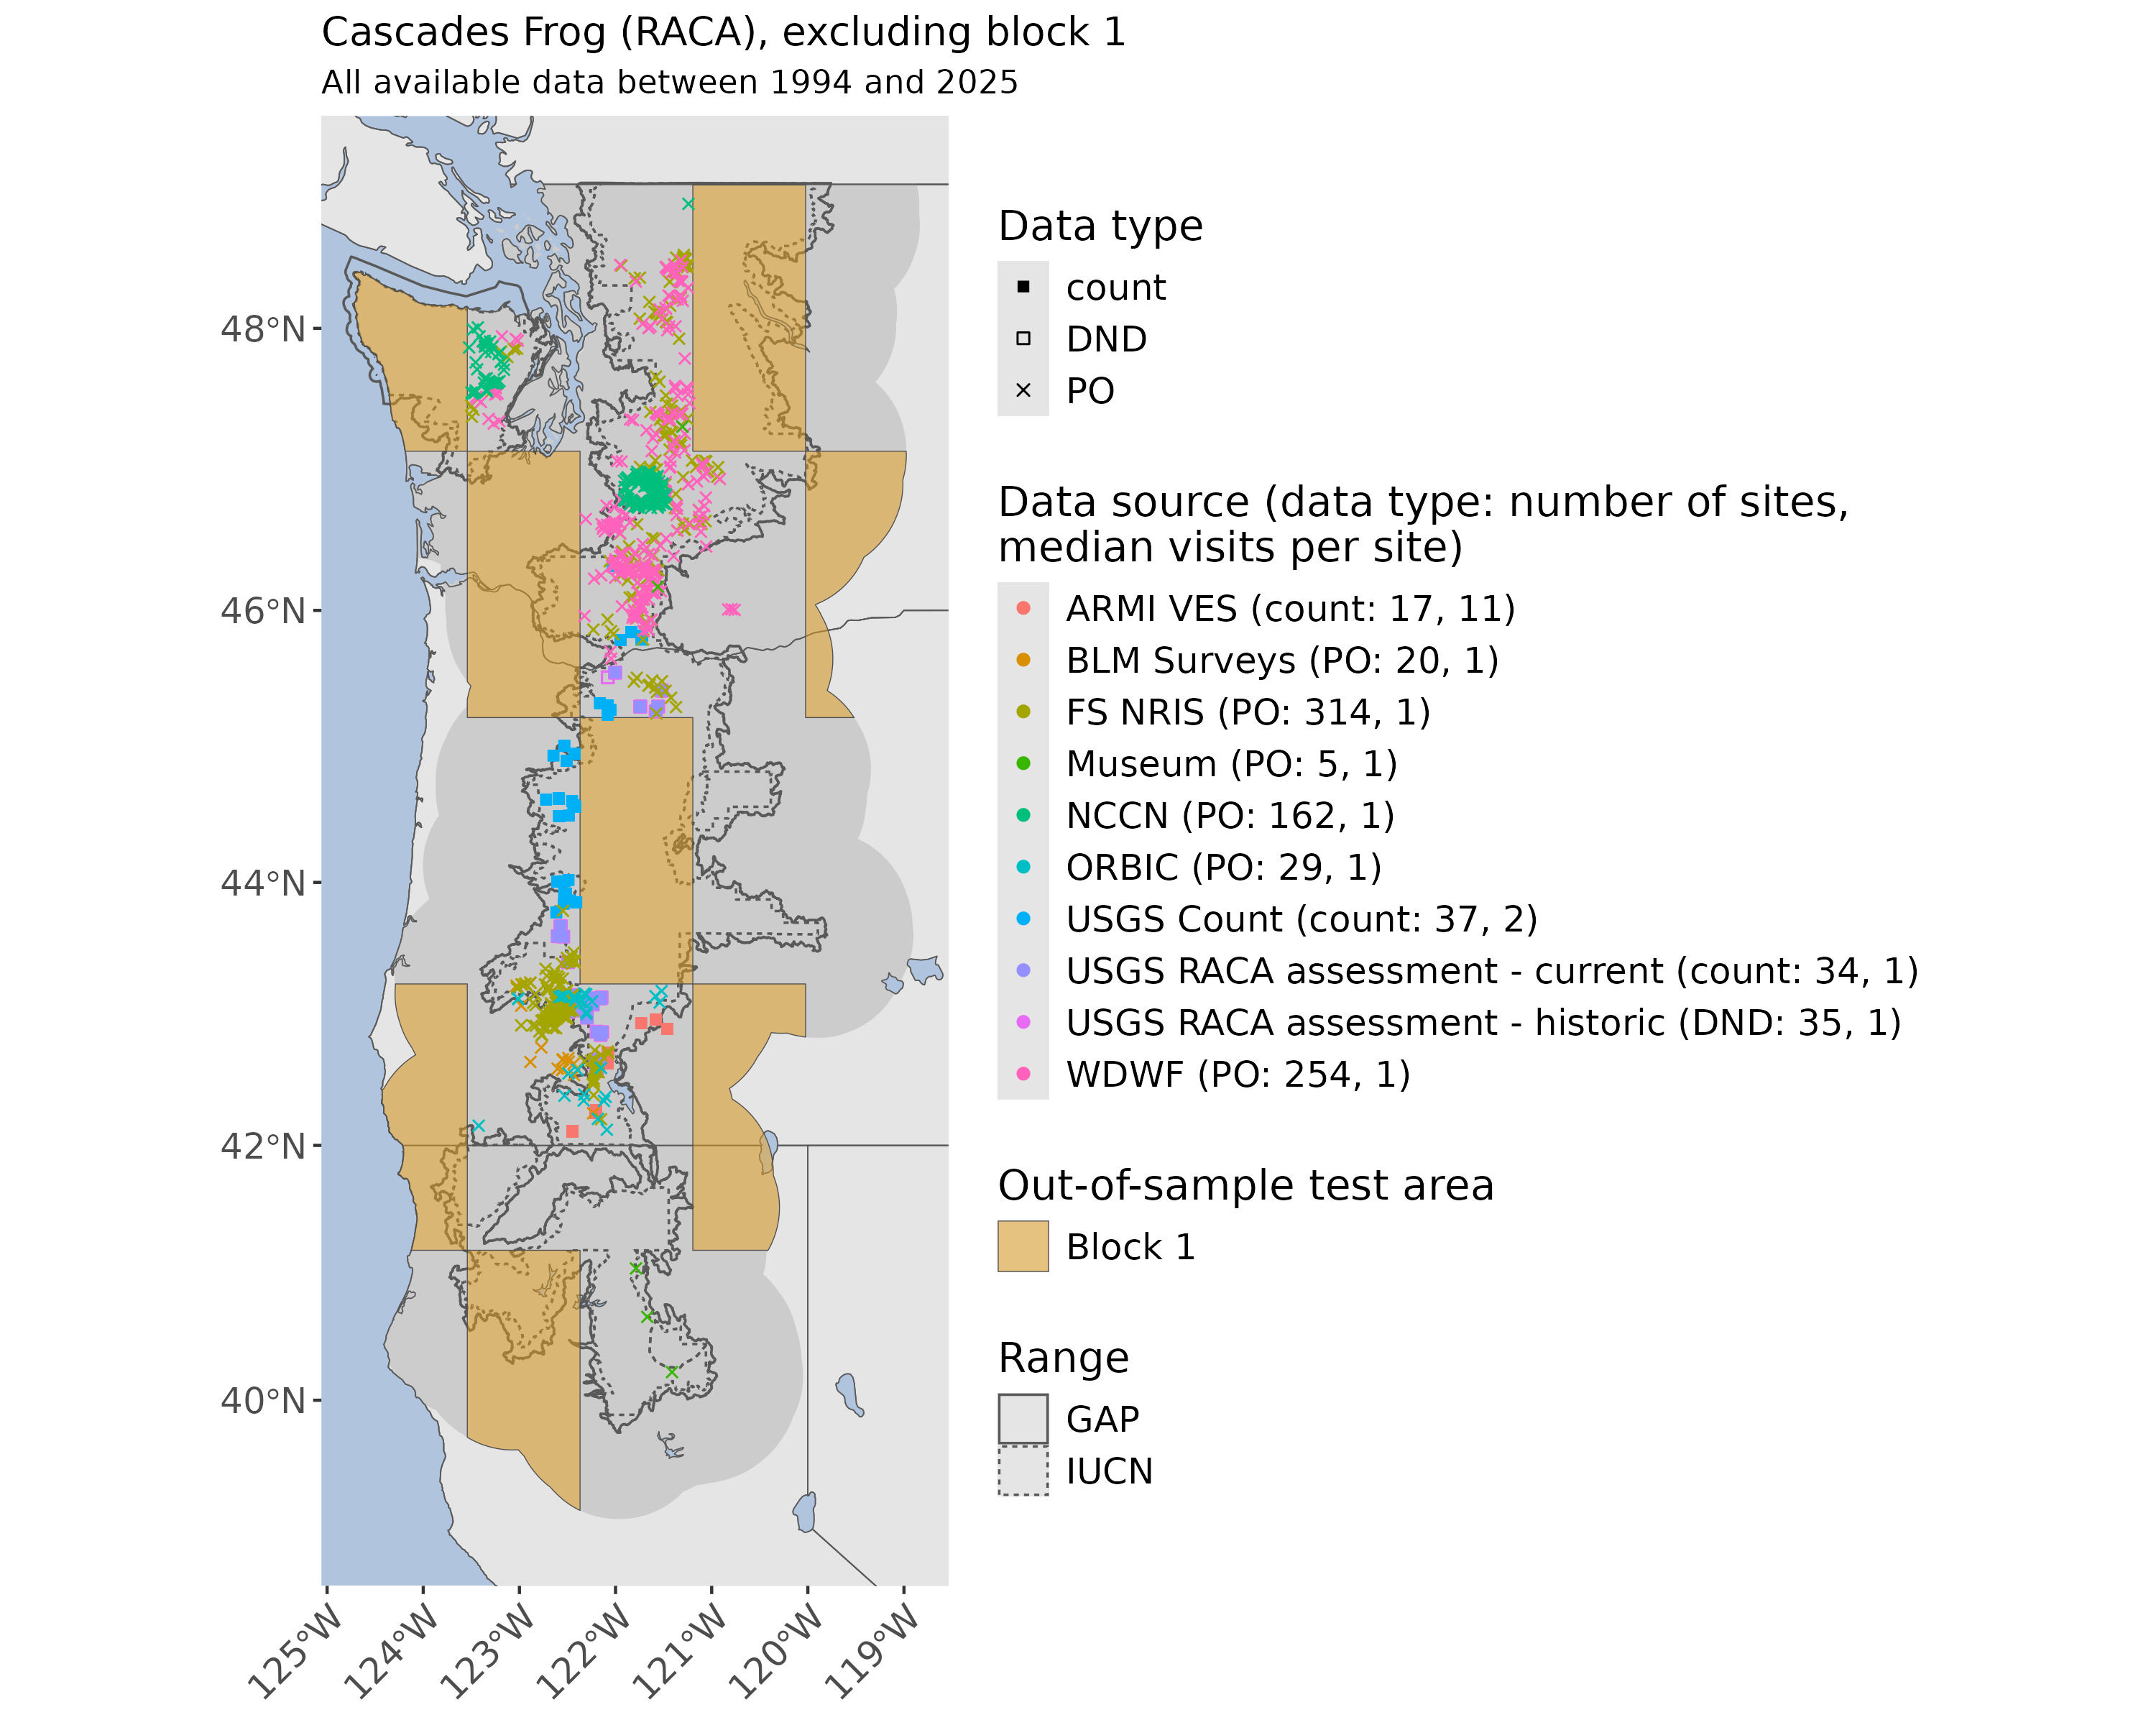 Cascades Frog (RACA), excluding block 1
All available data between 1994 and 2025
48°N
46°N
44°N
42°N
40°N
125°W
124°W
123°W
122°W
121°W
120°W
119°W
Data type
count
DND
PO
Data source (data type: number of sites,
median visits per site)
ARMI VES (count: 17, 11)
BLM Surveys (PO: 20, 1)
FS NRIS (PO: 314, 1)
Museum (PO: 5, 1)
NCCN (PO: 162, 1)
ORBIC (PO: 29, 1)
USGS Count (count: 37, 2)
USGS RACA assessment - current (count: 34, 1)
USGS RACA assessment - historic (DND: 35, 1)
WDWF (PO: 254, 1)
Out-of-sample test area
Block 1
Range
GAP
IUCN